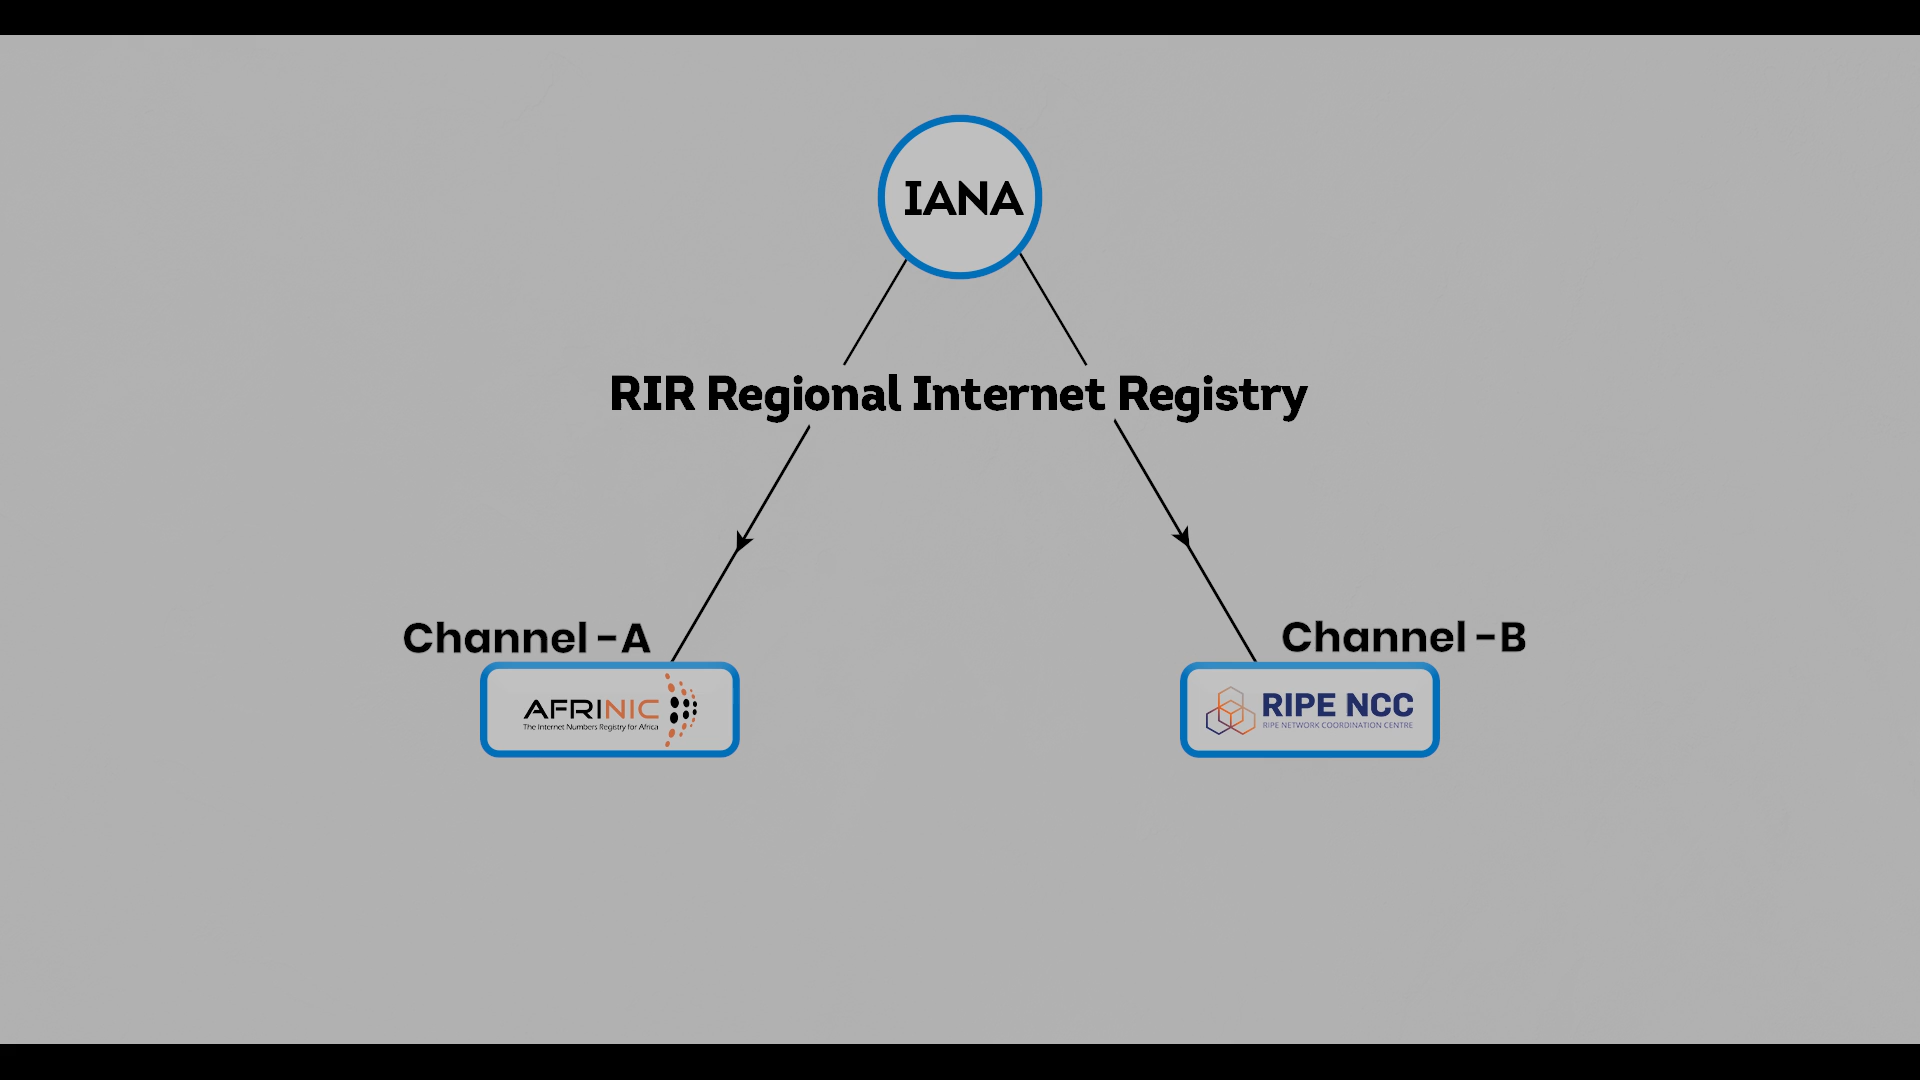 IANA
RIR Regional Internet Registry
Channel -A
Channel -B
AFRINIC
The Internet Numbers Registry for Africa
RIPE NCC
RIPE NETWORK COORDINATION CENTRE